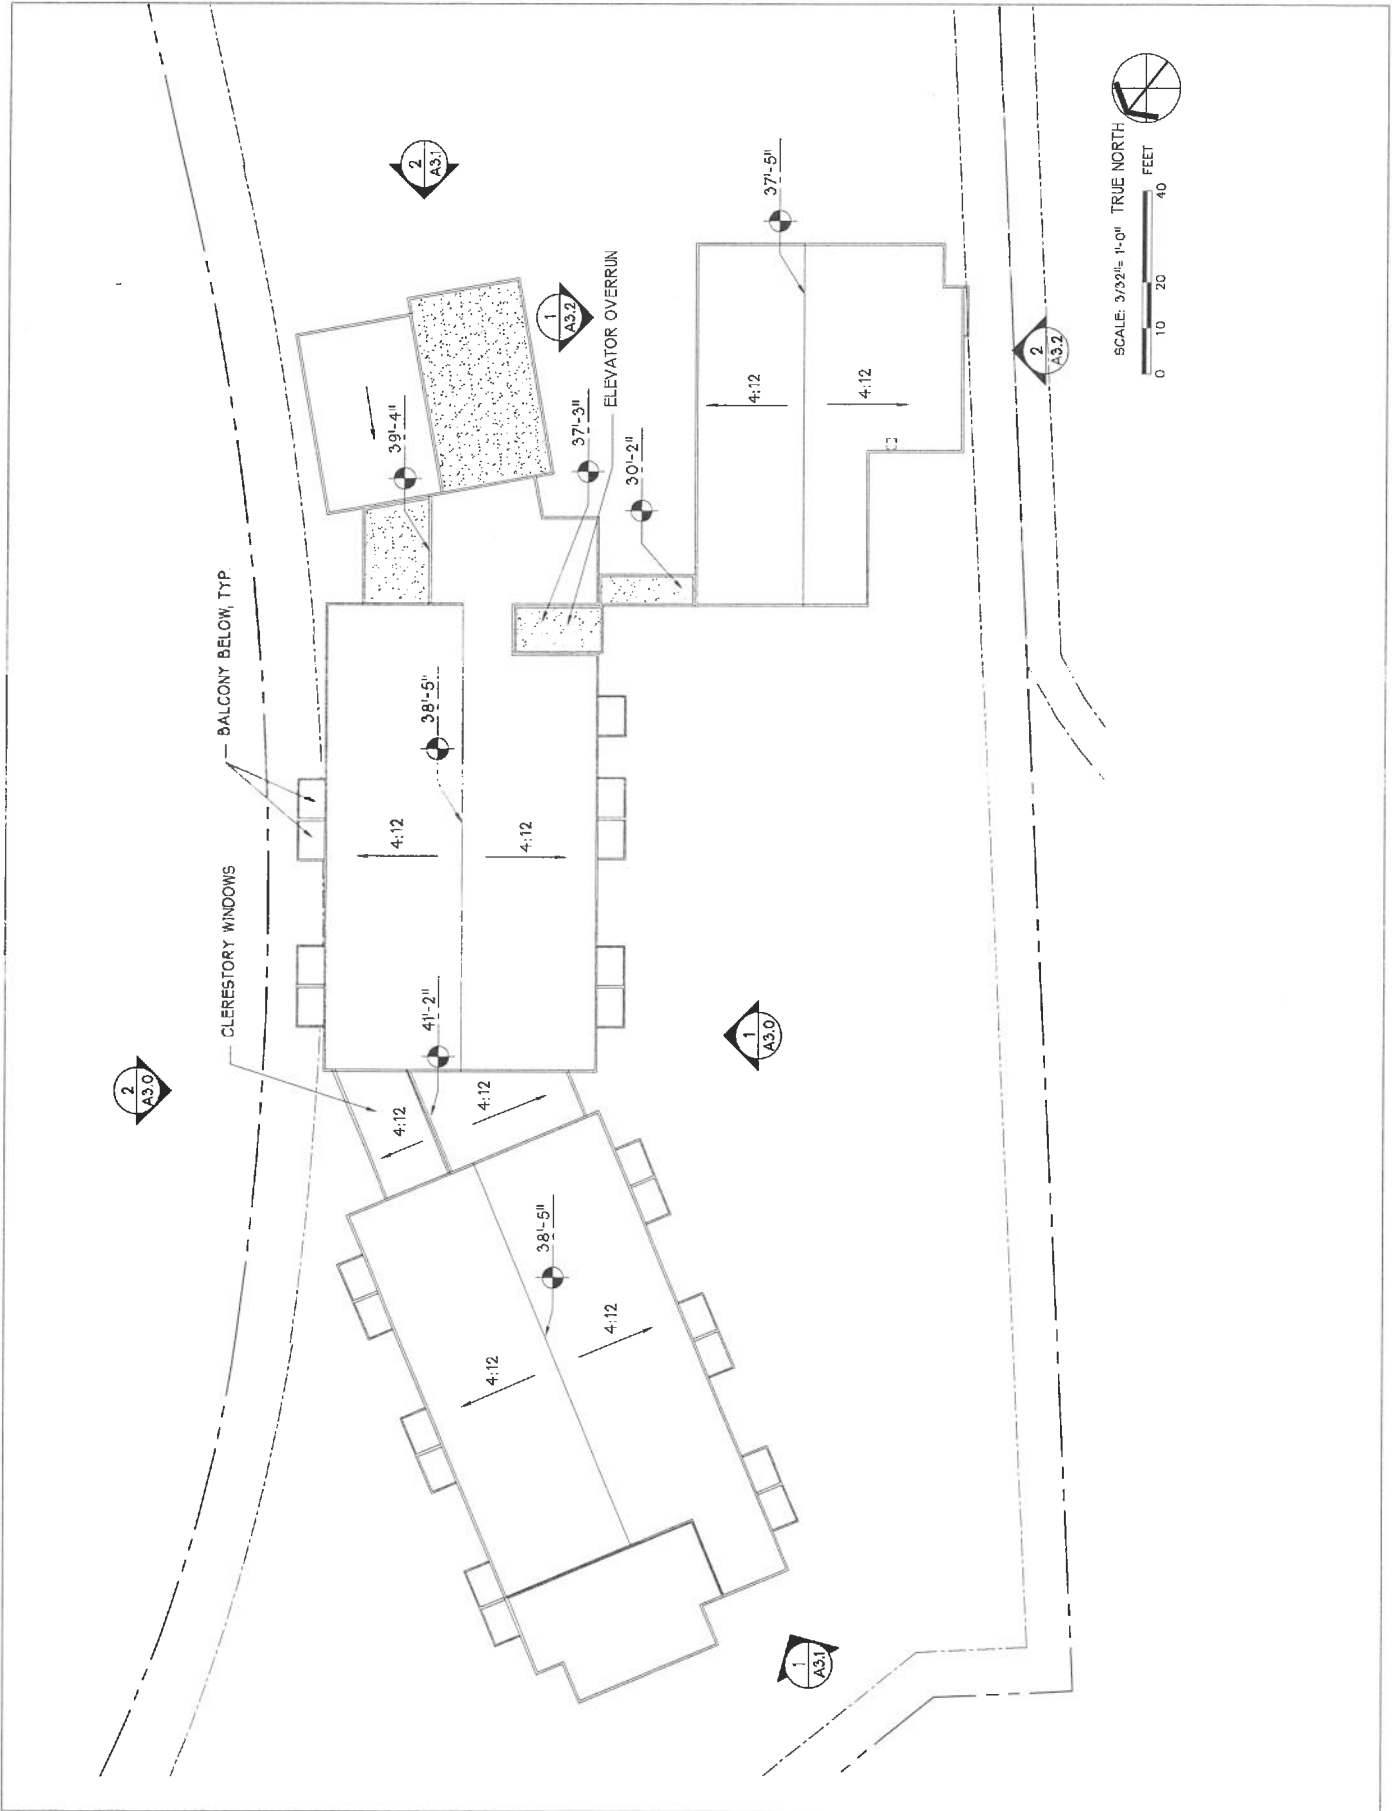 2
A3.1
37'-5"
TRUE NORTH
SCALE: 3/32"= 1'-0"
FEET
0
10
20
40
1
A3.2
ELEVATOR OVERRUN
2
A3.2
39'-4"
37'-3"
30'-2"
4:12
4:12
BALCONY BELOW, TYP.
38'-5"
4:12
4:12
CLERESTORY WINDOWS
41'-2"
2
A3.0
1
A3.0
4:12
4:12
38'-5"
4:12
4:12
1
A3.1